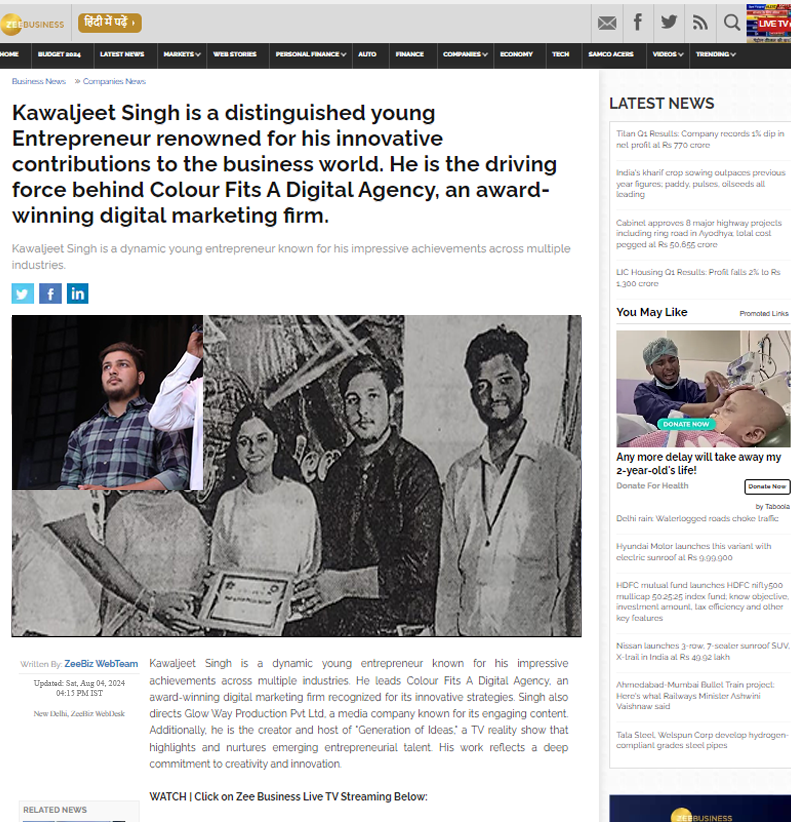 ZEEBUSINESS
हिंदी में पढ़ें ›
LIVE TV
HOME BUDGET 2024 LATEST NEWS MARKETS WEB STORIES PERSONAL FINANCE AUTO FINANCE COMPANIES ECONOMY TECH SAMCO ACERS VIDEOS TRENDING
Business News » Companies News
Kawaljeet Singh is a distinguished young
Entrepreneur renowned for his innovative
contributions to the business world. He is the driving
force behind Colour Fits A Digital Agency, an award-
winning digital marketing firm.
Kawaljeet Singh is a dynamic young entrepreneur known for his impressive achievements across multiple
industries.
Written By: ZeeBiz WebTeam
Updated: Sat, Aug 04, 2024
04:15 PM IST
New Delhi, ZeeBiz WebDesk
Kawaljeet Singh is a dynamic young entrepreneur known for his impressive
achievements across multiple industries. He leads Colour Fits A Digital Agency, an
award-winning digital marketing firm recognized for its innovative strategies. Singh also
directs Glow Way Production Pvt Ltd, a media company known for its engaging content.
Additionally, he is the creator and host of "Generation of Ideas," a TV reality show that
highlights and nurtures emerging entrepreneurial talent. His work reflects a deep
commitment to creativity and innovation.
WATCH | Click on Zee Business Live TV Streaming Below:
RELATED NEWS
LATEST NEWS
Titan Q1 Results: Company records 1% dip in
net profit at Rs 770 crore
India's kharif crop sowing outpaces previous
year figures; paddy, pulses, oilseeds all
leading
Cabinet approves 8 major highway projects
including ring road in Ayodhya; total cost
pegged at Rs 50,655 crore
LIC Housing Q1 Results: Profit falls 2% to Rs
1,300 crore
You May Like
Promoted Links
DONATE NOW
Any more delay will take away my
2-year-old's life!
Donate For Health
Donate Now
by Taboola
Delhi rain: Waterlogged roads choke traffic
Hyundai Motor launches this variant with
electric sunroof at Rs 9,99,900
HDFC mutual fund launches HDFC nifty500
multicap 50:25:25 index fund; know objective,
investment amount, tax efficiency and other
key features
Nissan launches 3-row, 7-seater sunroof SUV,
X-trail in India at Rs 49.92 lakh
Ahmedabad-Mumbai Bullet Train project:
Here's what Railways Minister Ashwini
Vaishnaw said
Tata Steel, Welspun Corp develop hydrogen-
compliant grades steel pipes
ZEEBUSINESS